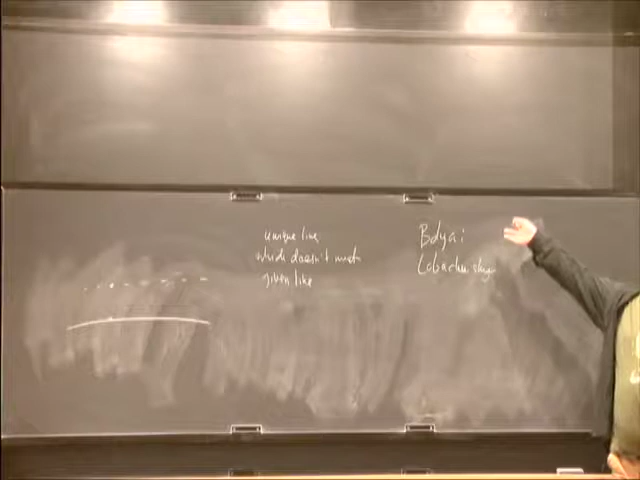 unique line
which doesn't meet
given line
Bolyai
Lobachevsky